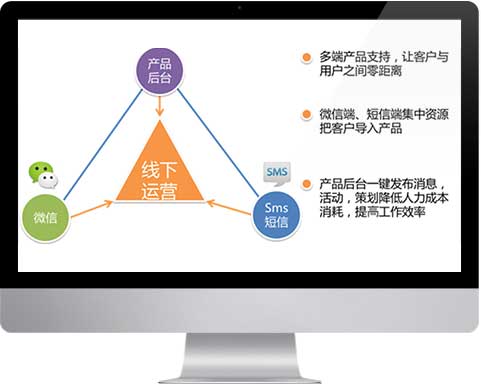 产品
后台
线下
运营
微信
SMS
Sms
短信
多端产品支持，让客户与
用户之间零距离
微信端、短信端集中资源
把客户导入产品
产品后台一键发布消息，
活动，策划降低人力成本
消耗，提高工作效率